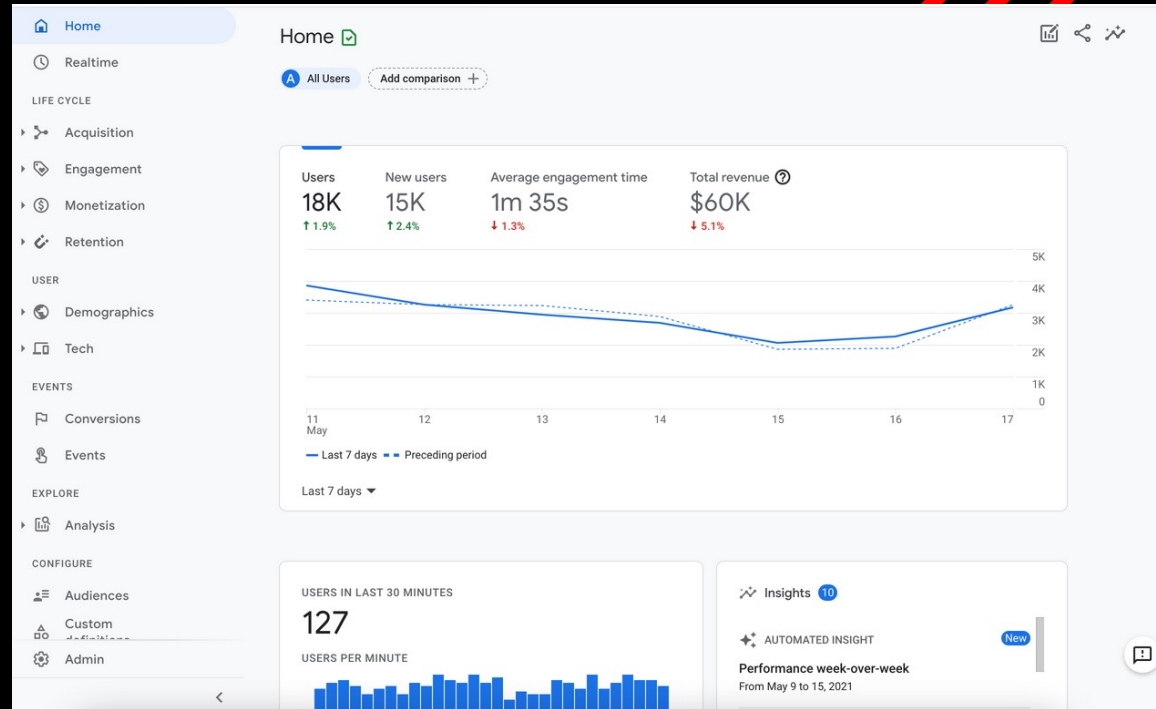 Home
Realtime
LIFE CYCLE
Acquisition
Engagement
Monetization
Retention
USER
Demographics
Tech
EVENTS
Conversions
Events
EXPLORE
Analysis
CONFIGURE
Audiences
Custom
definitions
Admin
Home
A All Users Add comparison +
Users New users Average engagement time Total revenue ?
18K 15K 1m 35s $60K
↑ 1.9% ↑ 2.4% ↓ 1.3% ↓ 5.1%
5K
4K
3K
2K
1K
0
11 12 13 14 15 16 17
May
Last 7 days Preceding period
Last 7 days
USERS IN LAST 30 MINUTES
127
USERS PER MINUTE
Insights 10
AUTOMATED INSIGHT New
Performance week-over-week
From May 9 to 15, 2021